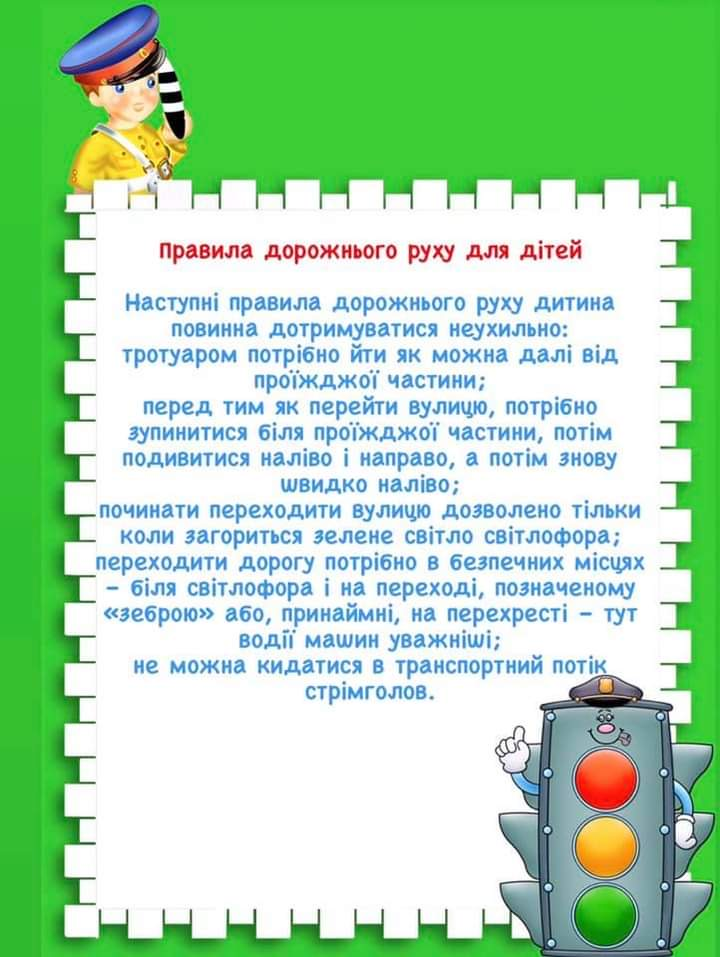 Правила дорожнього руху для дітей
Наступні правила дорожнього руху дитина
повинна дотримуватися неухильно:
тротуаром потрібно йти як можна далі від
проїжджої частини;
перед тим як перейти вулицю, потрібно
зупинитися біля проїжджої частини, потім
подивитися наліво і направо, а потім знову
швидко наліво;
починати переходити вулицю дозволено тільки
коли загориться зелене світло світлофора;
переходити дорогу потрібно в безпечних місцях
– біля світлофора і на переході, позначеному
«зеброю» або, принаймні, на перехресті – тут
водії машин уважніші;
не можна кидатися в транспортний потік
стрімголов.